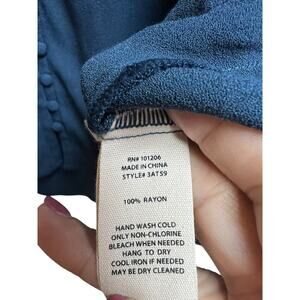 RN# 101206
MADE IN CHINA
STYLE# 3AT59
100% RAYON
HAND WASH COLD
ONLY NON-CHLORINE
BLEACH WHEN NEEDED
HANG TO DRY
COOL IRON IF NEEDED
MAY BE DRY CLEANED